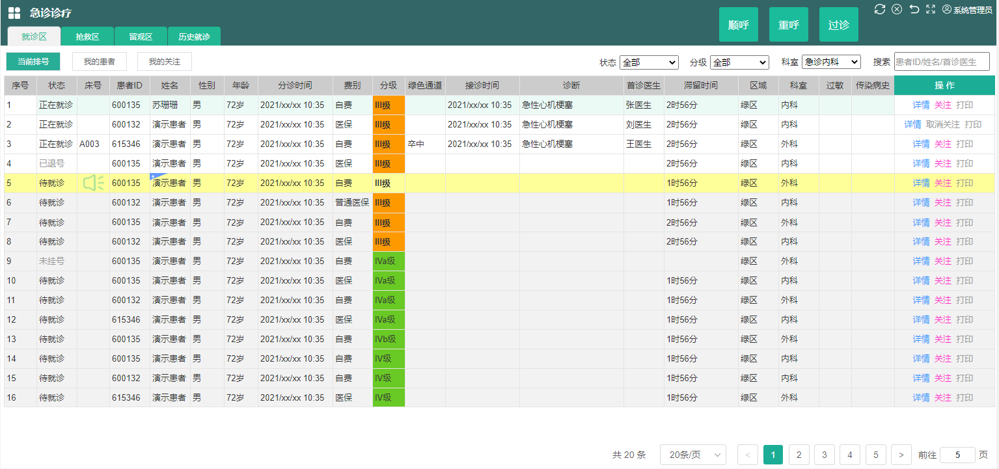 急诊诊疗
系统管理员
就诊区 抢救区 留观区 历史就诊
顺呼 重呼 过诊
当前排号 我的患者 我的关注
状态 全部 分级 全部 科室 急诊内科 搜索 患者ID/姓名/首诊医生
序号 状态 床号 患者ID 姓名 性别 年龄 分诊时间 费别 分级 绿色通道 接诊时间 诊断 首诊医生 滞留时间 区域 科室 过敏 传染病史 操 作
1 正在就诊 600135 苏珊珊 男 72岁 2021/xx/xx 10:35 自费 III级 2021/xx/xx 10:35 急性心机梗塞 张医生 2时56分 绿区 内科 详情 关注 打印
2 正在就诊 600132 演示患者 男 72岁 2021/xx/xx 10:35 医保 III级 2021/xx/xx 10:35 急性心机梗塞 刘医生 2时56分 绿区 内科 详情 取消关注 打印
3 正在就诊 A003 615346 演示患者 男 72岁 2021/xx/xx 10:35 自费 III级 卒中 2021/xx/xx 10:35 急性心机梗塞 王医生 2时56分 绿区 外科 详情 关注 打印
4 已退号 600135 演示患者 男 72岁 2021/xx/xx 10:35 医保 III级 2时56分 绿区 内科 详情 关注 打印
5 待就诊 600135 演示患者 男 72岁 2021/xx/xx 10:35 自费 III级 1时56分 绿区 外科 详情 关注 打印
6 待就诊 600132 演示患者 男 72岁 2021/xx/xx 10:35 普通医保 III级 1时56分 绿区 内科 详情 关注 打印
7 待就诊 600135 演示患者 男 72岁 2021/xx/xx 10:35 自费 III级 2时56分 绿区 外科 详情 关注 打印
8 待就诊 600132 演示患者 男 72岁 2021/xx/xx 10:35 医保 III级 2时56分 绿区 内科 详情 关注 打印
9 未挂号 600135 演示患者 男 72岁 2021/xx/xx 10:35 自费 IVa级 绿区 外科 详情 关注 打印
10 待就诊 600135 演示患者 男 72岁 2021/xx/xx 10:35 医保 IVa级 1时56分 绿区 内科 详情 关注 打印
11 待就诊 600132 演示患者 男 72岁 2021/xx/xx 10:35 自费 IVa级 1时56分 绿区 外科 详情 关注 打印
12 待就诊 615346 演示患者 男 72岁 2021/xx/xx 10:35 医保 IVa级 1时56分 绿区 内科 详情 关注 打印
13 待就诊 600135 演示患者 男 72岁 2021/xx/xx 10:35 自费 IVb级 1时56分 绿区 外科 详情 关注 打印
14 待就诊 600135 演示患者 男 72岁 2021/xx/xx 10:35 自费 IV级 1时56分 绿区 内科 详情 关注 打印
15 待就诊 600132 演示患者 男 72岁 2021/xx/xx 10:35 自费 IV级 1时56分 绿区 内科 详情 关注 打印
16 待就诊 615346 演示患者 男 72岁 2021/xx/xx 10:35 医保 IV级 1时56分 绿区 外科 详情 关注 打印
共 20 条 20条/页 < 1 2 3 4 5 > 前往 5 页